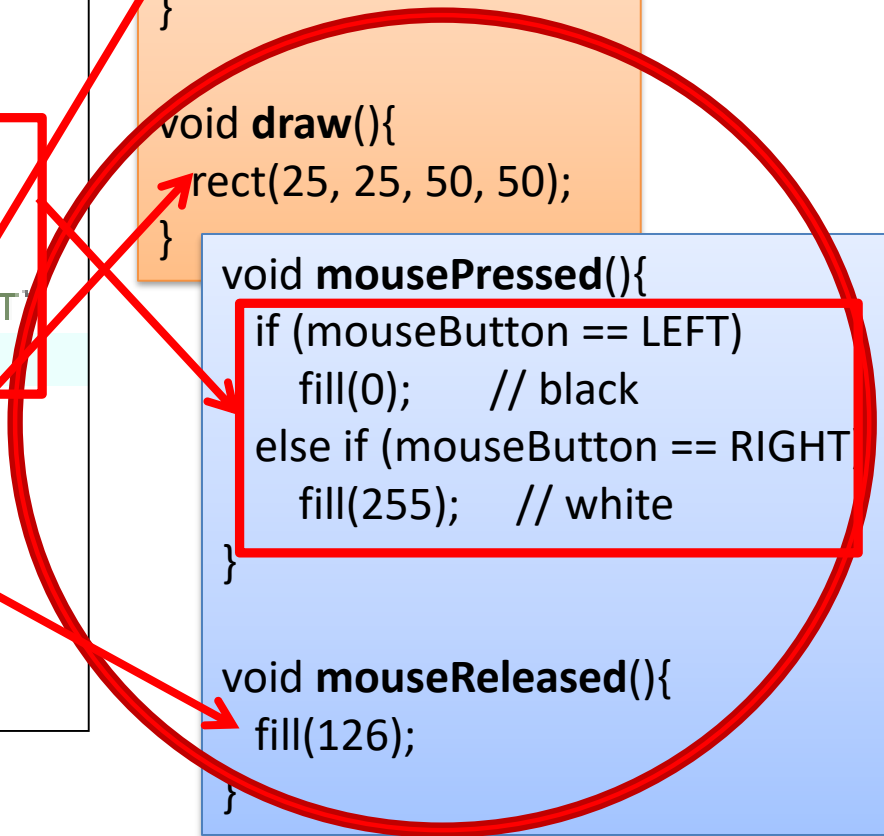 }
void draw(){
rect(25, 25, 50, 50);
}
T
void mousePressed(){
if (mouseButton == LEFT)
fill(0); // black
else if (mouseButton == RIGHT)
fill(255); // white
}
void mouseReleased(){
fill(126);
}